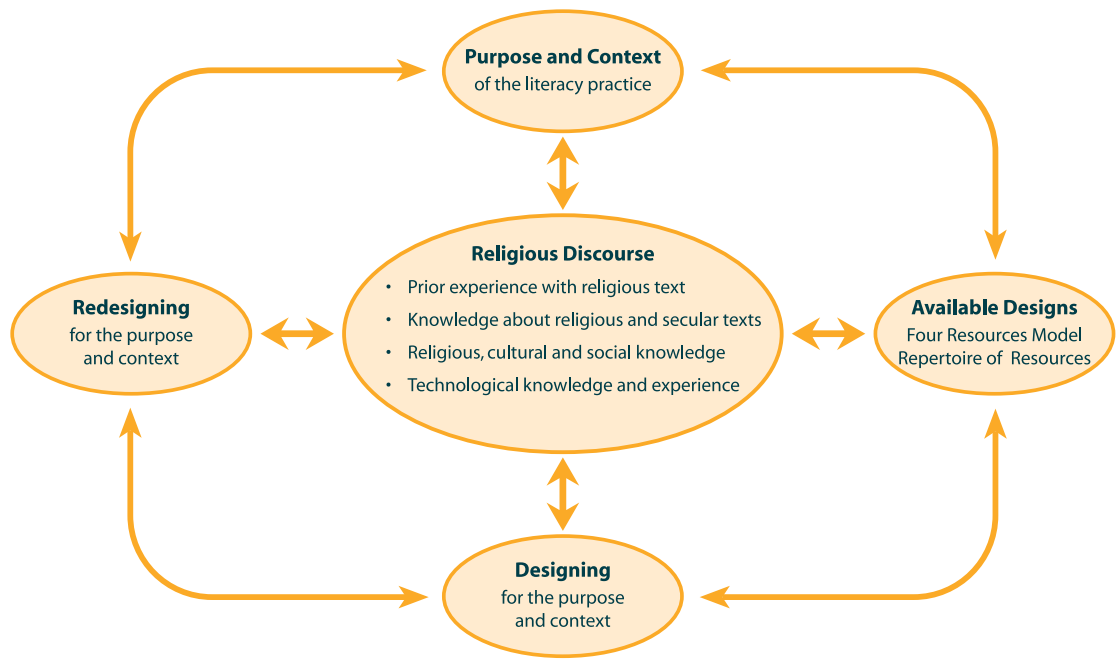 Purpose and Context
of the literacy practice
Religious Discourse
• Prior experience with religious text
• Knowledge about religious and secular texts
• Religious, cultural and social knowledge
• Technological knowledge and experience
Redesigning
for the purpose
and context
Available Designs
Four Resources Model
Repertoire of Resources
Designing
for the purpose
and context